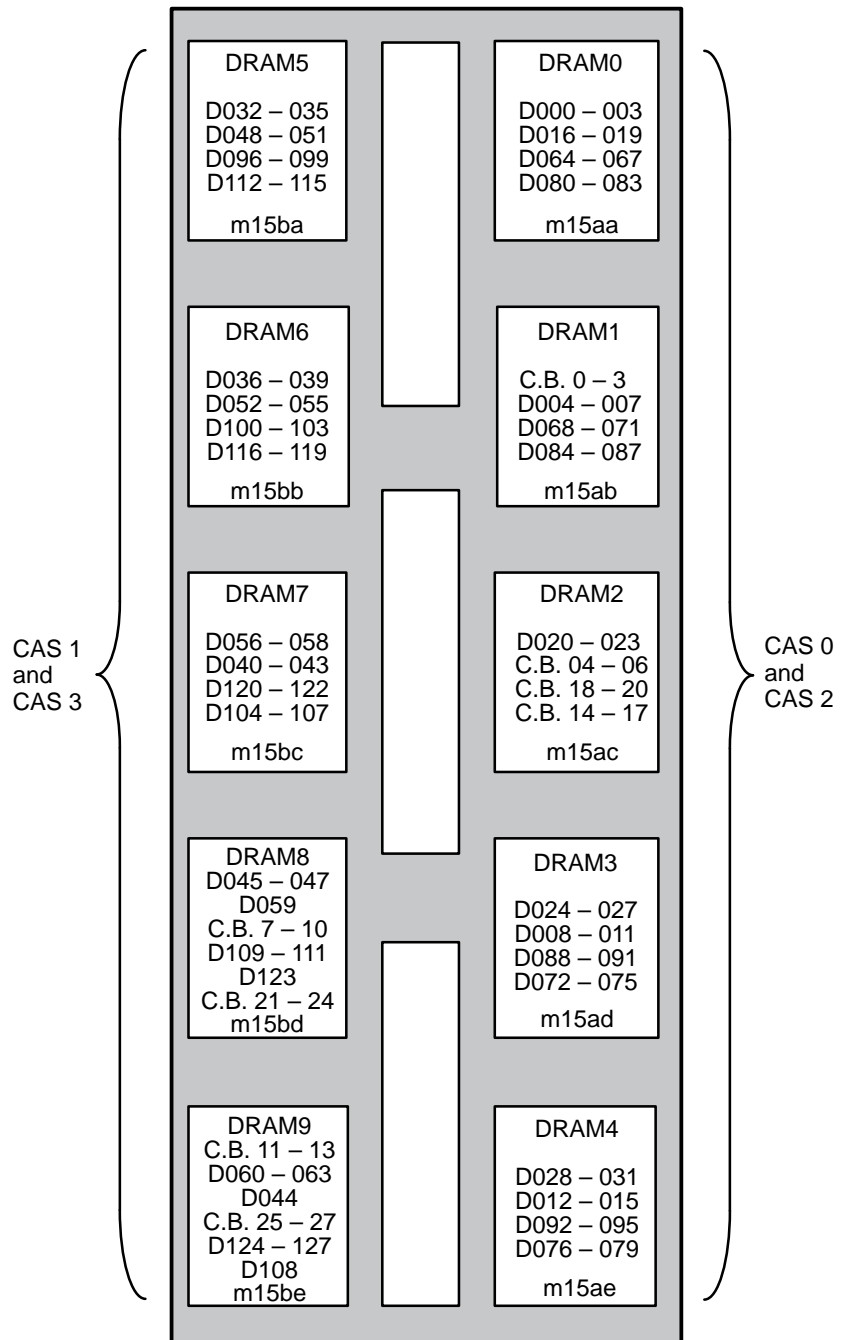 DRAM5
D032 – 035
D048 – 051
D096 – 099
D112 – 115
m15ba
DRAM0
D000 – 003
D016 – 019
D064 – 067
D080 – 083
m15aa
DRAM6
D036 – 039
D052 – 055
D100 – 103
D116 – 119
m15bb
DRAM1
C.B. 0 – 3
D004 – 007
D068 – 071
D084 – 087
m15ab
CAS 1
and
CAS 3
DRAM7
D056 – 058
D040 – 043
D120 – 122
D104 – 107
m15bc
DRAM2
D020 – 023
C.B. 04 – 06
C.B. 18 – 20
C.B. 14 – 17
m15ac
CAS 0
and
CAS 2
DRAM8
D045 – 047
D059
C.B. 7 – 10
D109 – 111
D123
C.B. 21 – 24
m15bd
DRAM3
D024 – 027
D008 – 011
D088 – 091
D072 – 075
m15ad
DRAM9
C.B. 11 – 13
D060 – 063
D044
C.B. 25 – 27
D124 – 127
D108
m15be
DRAM4
D028 – 031
D012 – 015
D092 – 095
D076 – 079
m15ae